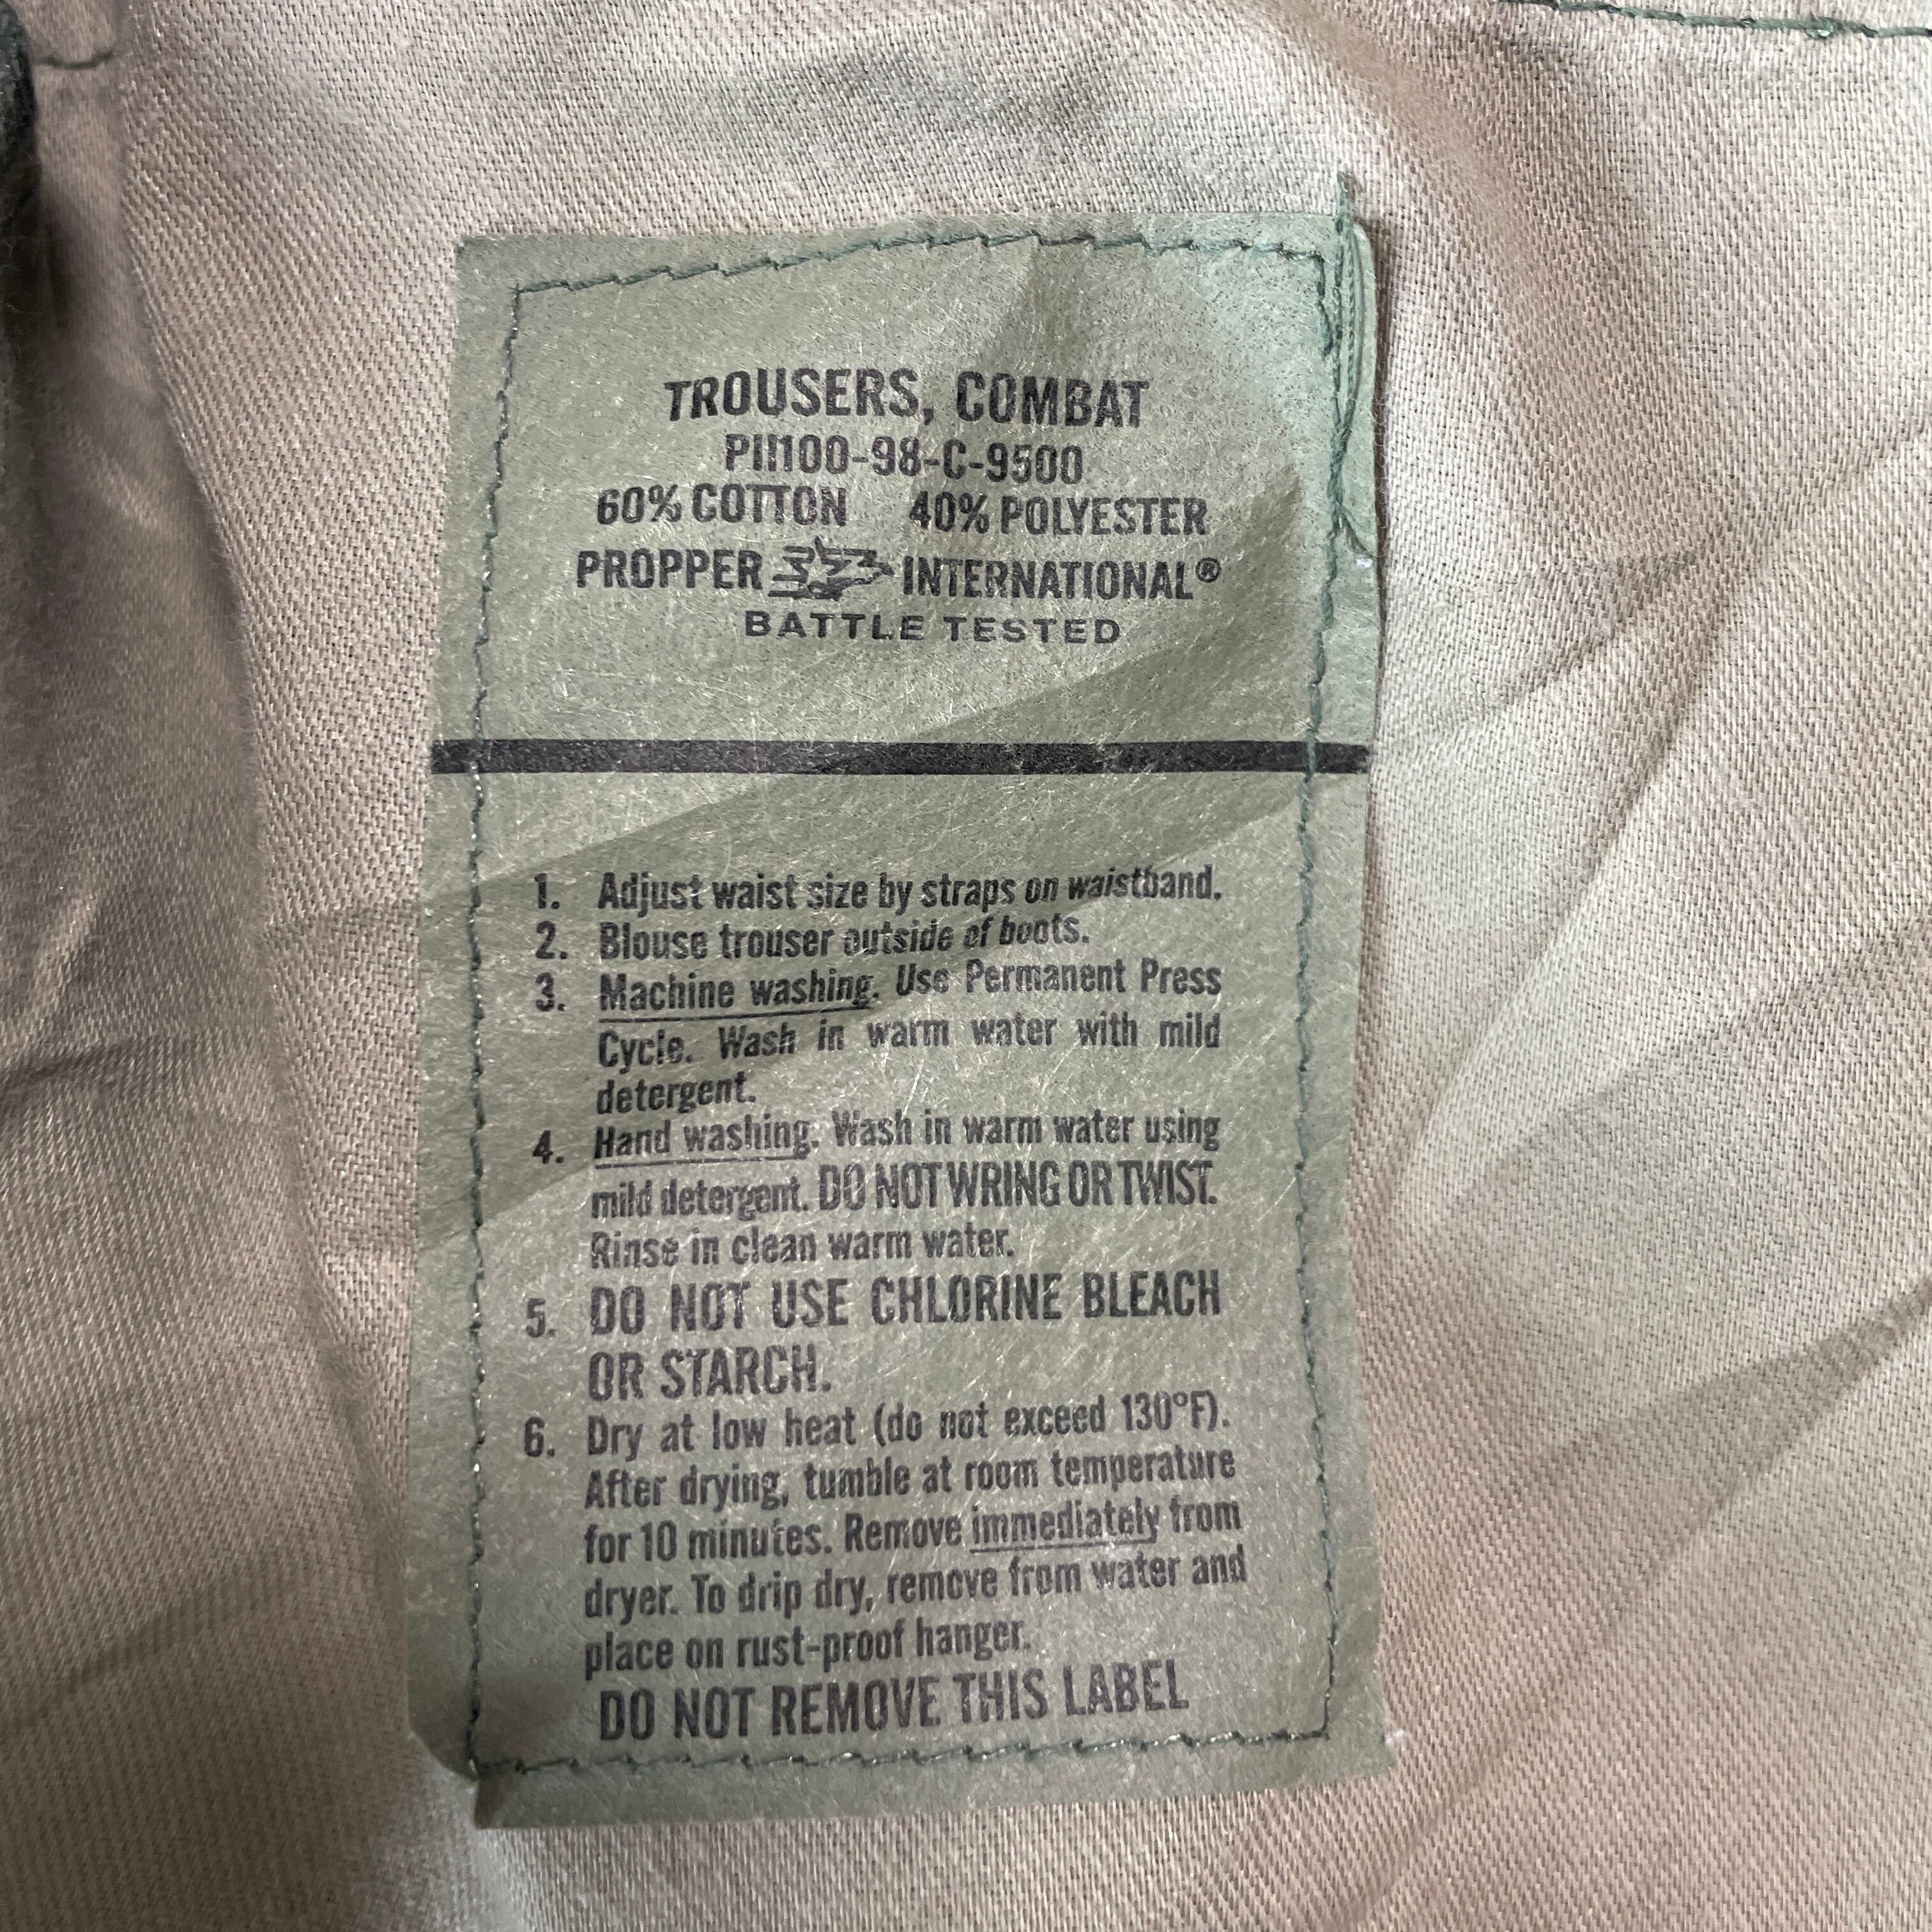 TROUSERS, COMBAT
PII100-98-C-9500
60% COTTON 40% POLYESTER
PROPPER INTERNATIONAL®
BATTLE TESTED
1. Adjust waist size by straps on waistband.
2. Blouse trouser outside of boots.
3. Machine washing. Use Permanent Press
Cycle. Wash in warm water with mild
detergent.
4. Hand washing. Wash in warm water using
mild detergent. DO NOT WRING OR TWIST.
Rinse in clean warm water.
5. DO NOT USE CHLORINE BLEACH
OR STARCH.
6. Dry at low heat (do not exceed 130°F).
After drying, tumble at room temperature
for 10 minutes. Remove immediately from
dryer. To drip dry, remove from water and
place on rust-proof hanger.
DO NOT REMOVE THIS LABEL